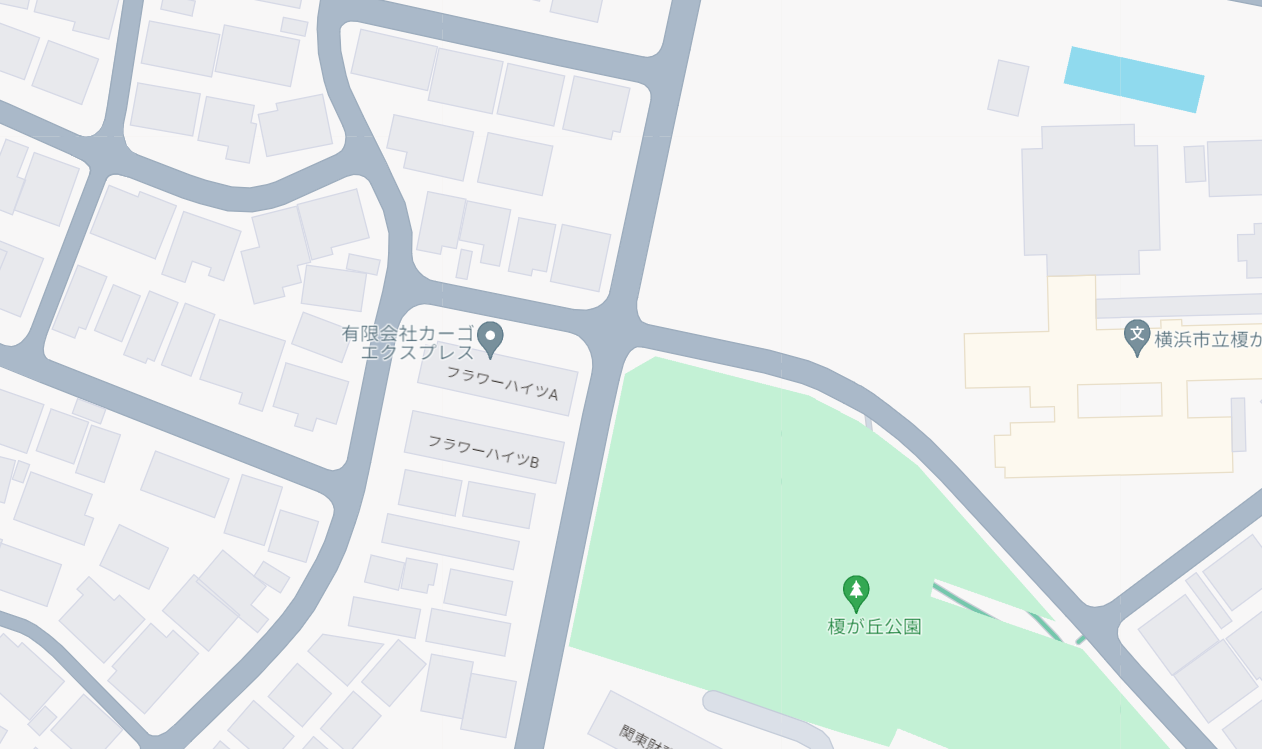 有限会社カーゴ
エクスプレス
文
横浜市立榎が
フラワーハイツA
フラワーハイツB
榎が丘公園
関東財